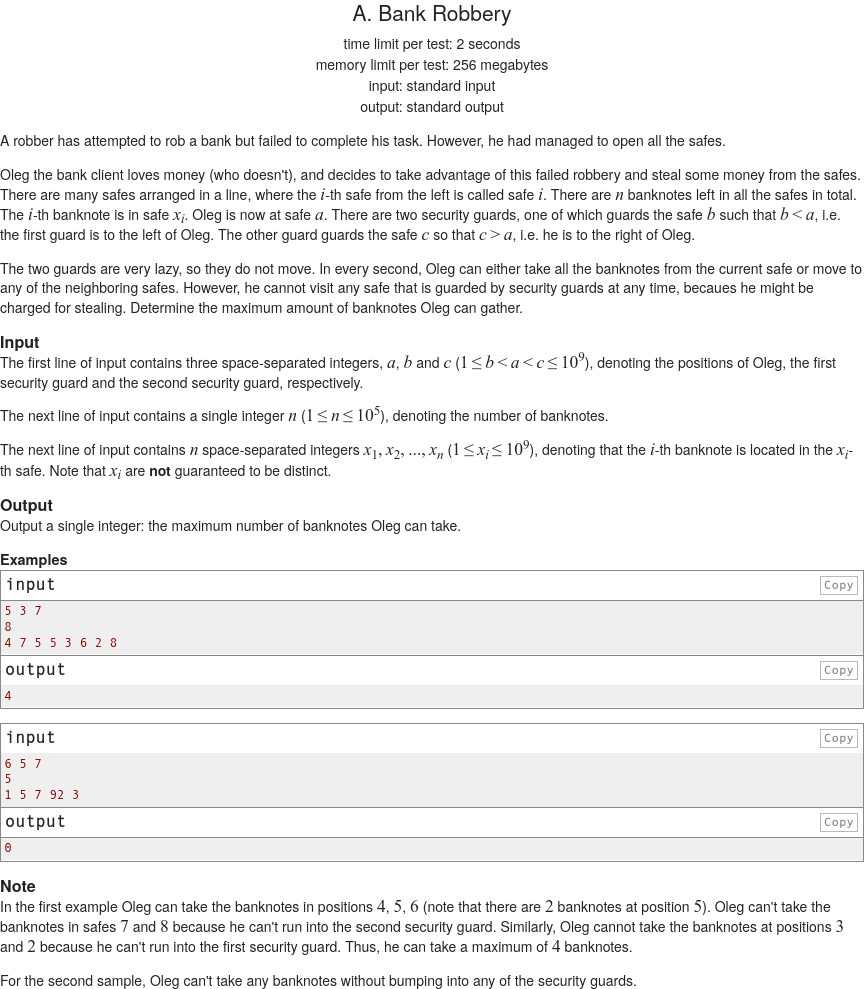 A. Bank Robbery
time limit per test: 2 seconds
memory limit per test: 256 megabytes
input: standard input
output: standard output
A robber has attempted to rob a bank but failed to complete his task. However, he had managed to open all the safes.
Oleg the bank client loves money (who doesn't), and decides to take advantage of this failed robbery and steal some money from the safes.
There are many safes arranged in a line, where the i-th safe from the left is called safe i. There are n banknotes left in all the safes in total.
The i-th banknote is in safe xᵢ. Oleg is now at safe a. There are two security guards, one of which guards the safe b such that b < a, i.e.
the first guard is to the left of Oleg. The other guard guards the safe c so that c > a, i.e. he is to the right of Oleg.
The two guards are very lazy, so they do not move. In every second, Oleg can either take all the banknotes from the current safe or move to
any of the neighboring safes. However, he cannot visit any safe that is guarded by security guards at any time, becaues he might be
charged for stealing. Determine the maximum amount of banknotes Oleg can gather.
Input
The first line of input contains three space-separated integers, a, b and c (1 ≤ b < a < c ≤ 10⁹), denoting the positions of Oleg, the first
security guard and the second security guard, respectively.
The next line of input contains a single integer n (1 ≤ n ≤ 10⁵), denoting the number of banknotes.
The next line of input contains n space-separated integers x₁, x₂, ..., xₙ (1 ≤ xᵢ ≤ 10⁹), denoting that the i-th banknote is located in the xᵢ-
th safe. Note that xᵢ are not guaranteed to be distinct.
Output
Output a single integer: the maximum number of banknotes Oleg can take.
Examples
input
Copy
5 3 7
8
4 7 5 5 3 6 2 8
output
Copy
4
input
Copy
6 5 7
5
1 5 7 92 3
output
Copy
0
Note
In the first example Oleg can take the banknotes in positions 4, 5, 6 (note that there are 2 banknotes at position 5). Oleg can't take the
banknotes in safes 7 and 8 because he can't run into the second security guard. Similarly, Oleg cannot take the banknotes at positions 3
and 2 because he can't run into the first security guard. Thus, he can take a maximum of 4 banknotes.
For the second sample, Oleg can't take any banknotes without bumping into any of the security guards.